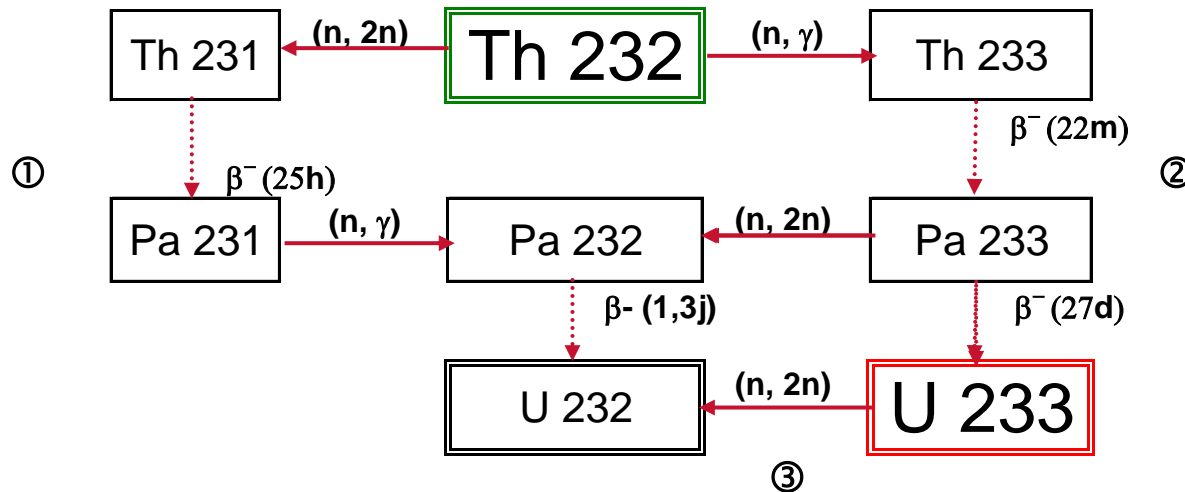 (n, 2n) (n, γ)
Th 231 Th 232 Th 233
β⁻ (22m)
① ②
β⁻ (25h)
(n, γ) (n, 2n)
Pa 231 Pa 232 Pa 233
β- (1,3j) β⁻ (27d)
(n, 2n)
U 232 U 233
③